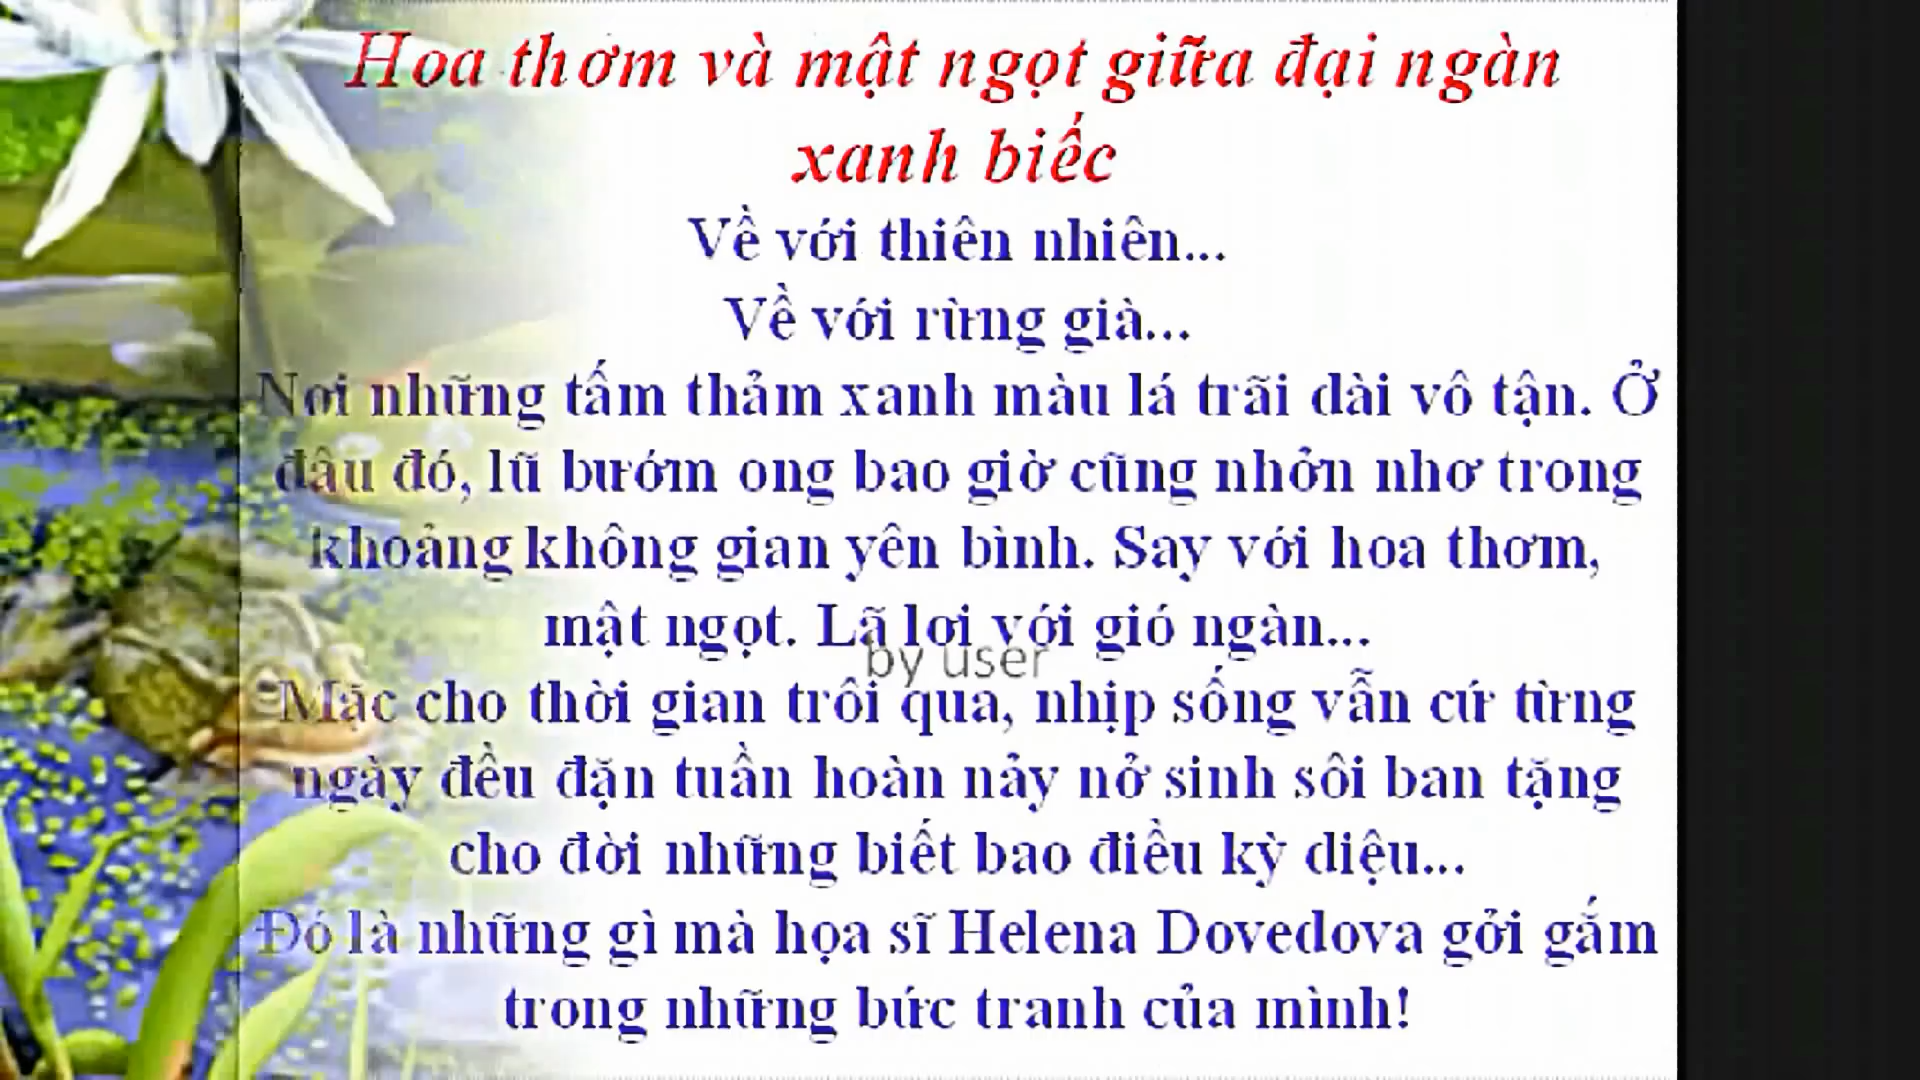 Hoa thơm và mật ngọt giữa đại ngàn
xanh biếc
Về với thiên nhiên...
Về với rừng già...
Nơi những tấm thảm xanh màu lá trãi dài vô tận. Ở
đâu đó, lũ bướm ong bao giờ cũng nhởn nhơ trong
khoảng không gian yên bình. Say với hoa thơm,
mật ngọt. Lã lơi với gió ngàn...
by user
Mặc cho thời gian trôi qua, nhịp sống vẫn cứ từng
ngày đều đặn tuần hoàn nảy nở sinh sôi ban tặng
cho đời những biết bao điều kỳ diệu...
Đó là những gì mà họa sĩ Helena Dovedova gởi gắm
trong những bức tranh của mình!